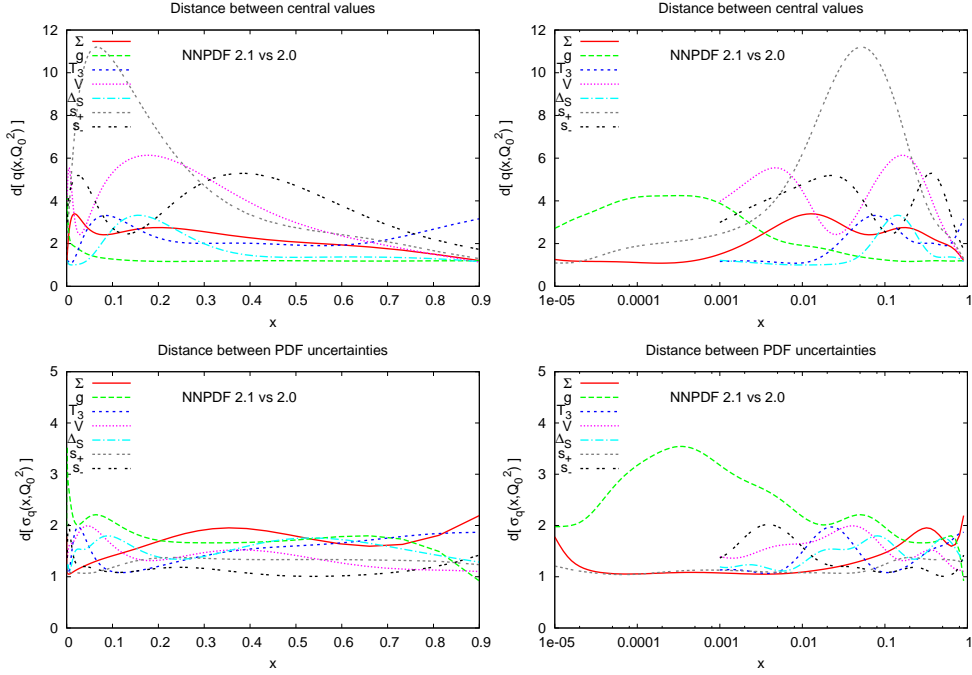 Distance between central values
12
10
8
6
4
2
0
d[ q(x,Q₀²) ]
Σ
g
T₃
V
Δ_S
s₊
s₋
NNPDF 2.1 vs 2.0
0 0.1 0.2 0.3 0.4 0.5 0.6 0.7 0.8 0.9
x
Distance between central values
12
10
8
6
4
2
0
d[ q(x,Q₀²) ]
Σ
g
T₃
V
Δ_S
s₊
s₋
NNPDF 2.1 vs 2.0
1e-05 0.0001 0.001 0.01 0.1 1
x
Distance between PDF uncertainties
5
4
3
2
1
0
d[ σ_q(x,Q₀²) ]
Σ
g
T₃
V
Δ_S
s₊
s₋
NNPDF 2.1 vs 2.0
0 0.1 0.2 0.3 0.4 0.5 0.6 0.7 0.8 0.9
x
Distance between PDF uncertainties
5
4
3
2
1
0
d[ σ_q(x,Q₀²) ]
Σ
g
T₃
V
Δ_S
s₊
s₋
NNPDF 2.1 vs 2.0
1e-05 0.0001 0.001 0.01 0.1 1
x